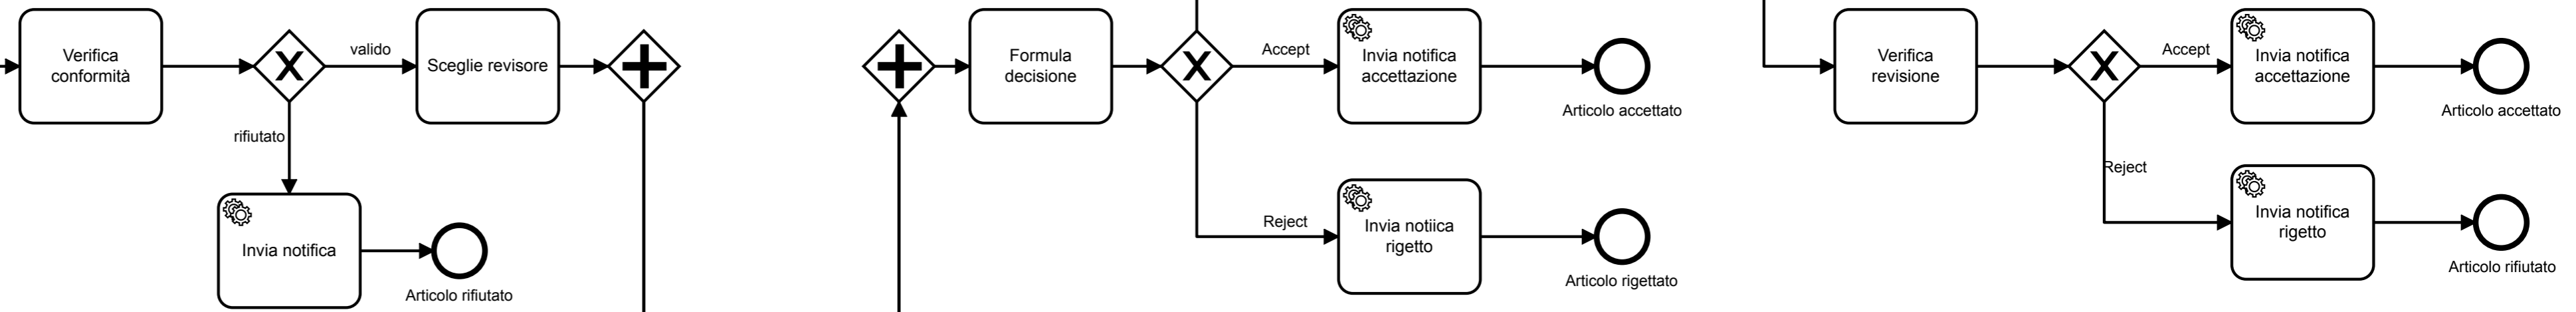 Verifica
conformità
valido
Sceglie revisore
rifiutato
Invia notifica
Articolo rifiutato
Formula
decisione
Accept
Invia notifica
accettazione
Articolo accettato
Reject
Invia notiica
rigetto
Articolo rigettato
Verifica
revisione
Accept
Invia notifica
accettazione
Articolo accettato
Reject
Invia notifica
rigetto
Articolo rifiutato